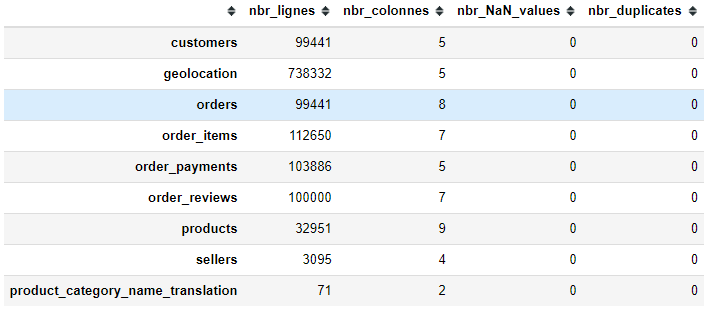 nbr_lignes nbr_colonnes nbr_NaN_values nbr_duplicates
customers 99441 5 0 0
geolocation 738332 5 0 0
orders 99441 8 0 0
order_items 112650 7 0 0
order_payments 103886 5 0 0
order_reviews 100000 7 0 0
products 32951 9 0 0
sellers 3095 4 0 0
product_category_name_translation 71 2 0 0